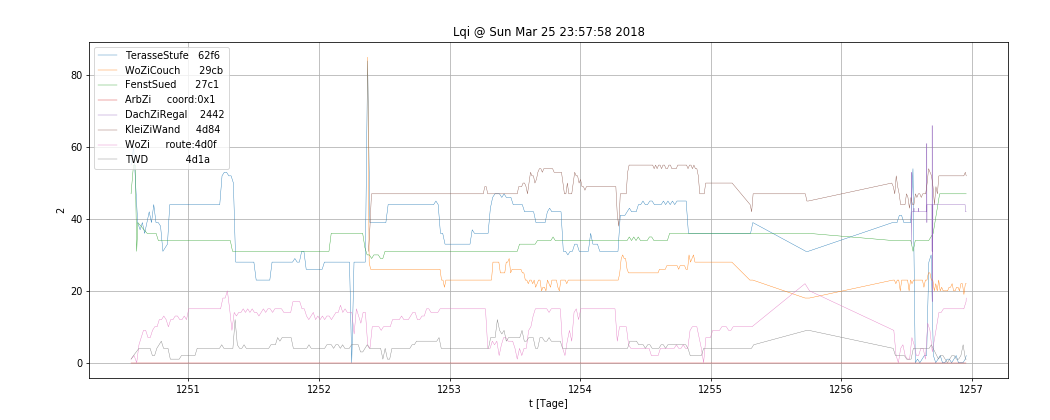 Lqi @ Sun Mar 25 23:57:58 2018
TerasseStufe 62f6
WoZiCouch 29cb
FenstSued 27c1
ArbZi coord:0x1
DachZiRegal 2442
KleiZiWand 4d84
WoZi route:4d0f
TWD 4d1a
80
60
40
20
0
2
1251 1252 1253 1254 1255 1256 1257
t [Tage]